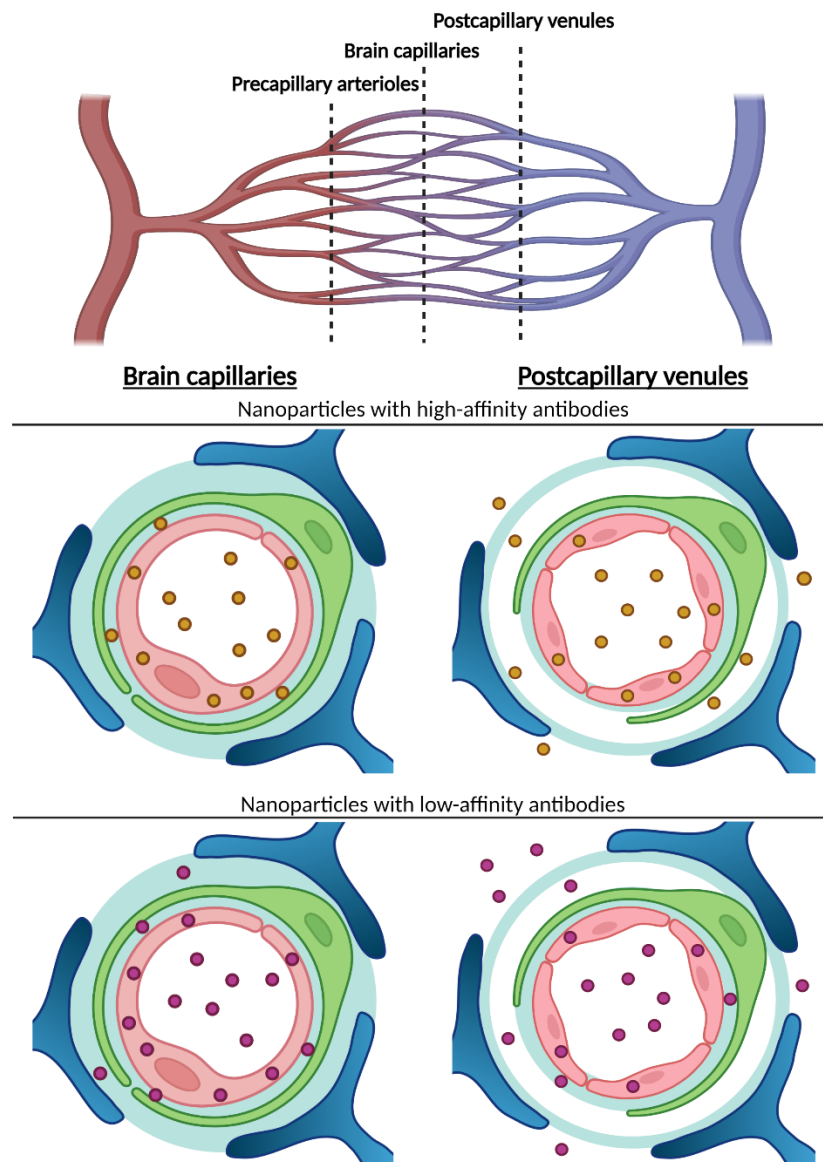 Postcapillary venules
Brain capillaries
Precapillary arterioles
Brain capillaries
Postcapillary venules
Nanoparticles with high-affinity antibodies
Nanoparticles with low-affinity antibodies